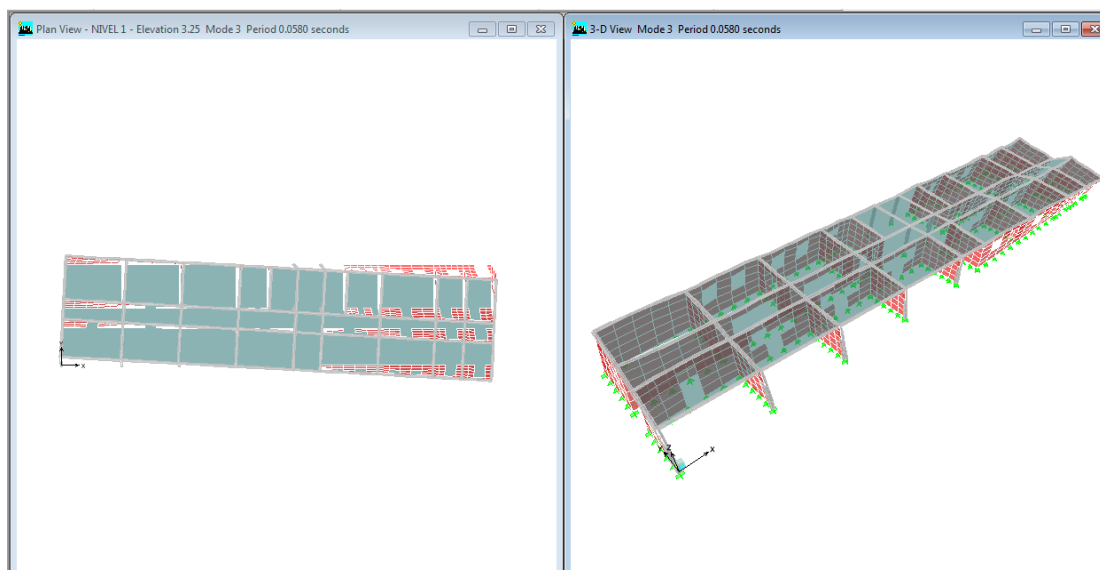 Plan View - NIVEL 1 - Elevation 3.25 Mode 3 Period 0.0580 seconds
3-D View Mode 3 Period 0.0580 seconds
Y
X
Y
Z
X